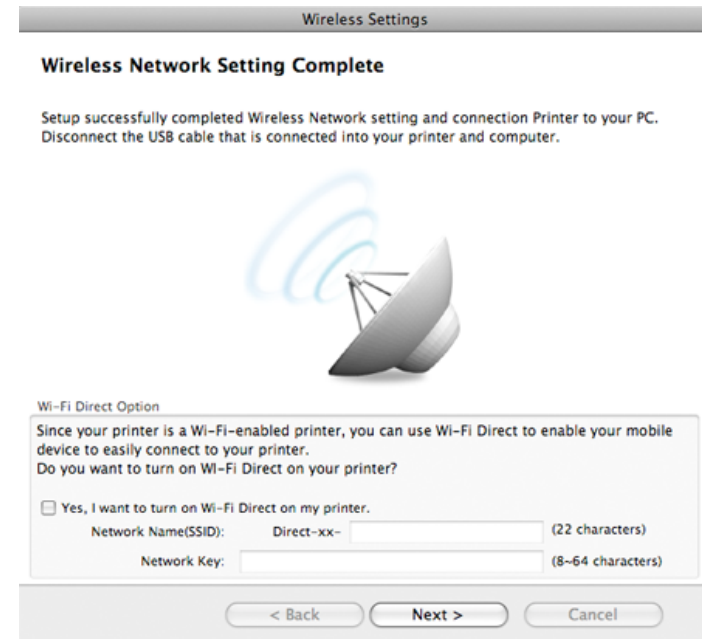 Wireless Settings
Wireless Network Setting Complete
Setup successfully completed Wireless Network setting and connection Printer to your PC.
Disconnect the USB cable that is connected into your printer and computer.
Wi-Fi Direct Option
Since your printer is a Wi-Fi-enabled printer, you can use Wi-Fi Direct to enable your mobile
device to easily connect to your printer.
Do you want to turn on WI-Fi Direct on your printer?
Yes, I want to turn on Wi-Fi Direct on my printer.
Network Name(SSID): Direct-xx- (22 characters)
Network Key: (8~64 characters)
< Back Next > Cancel